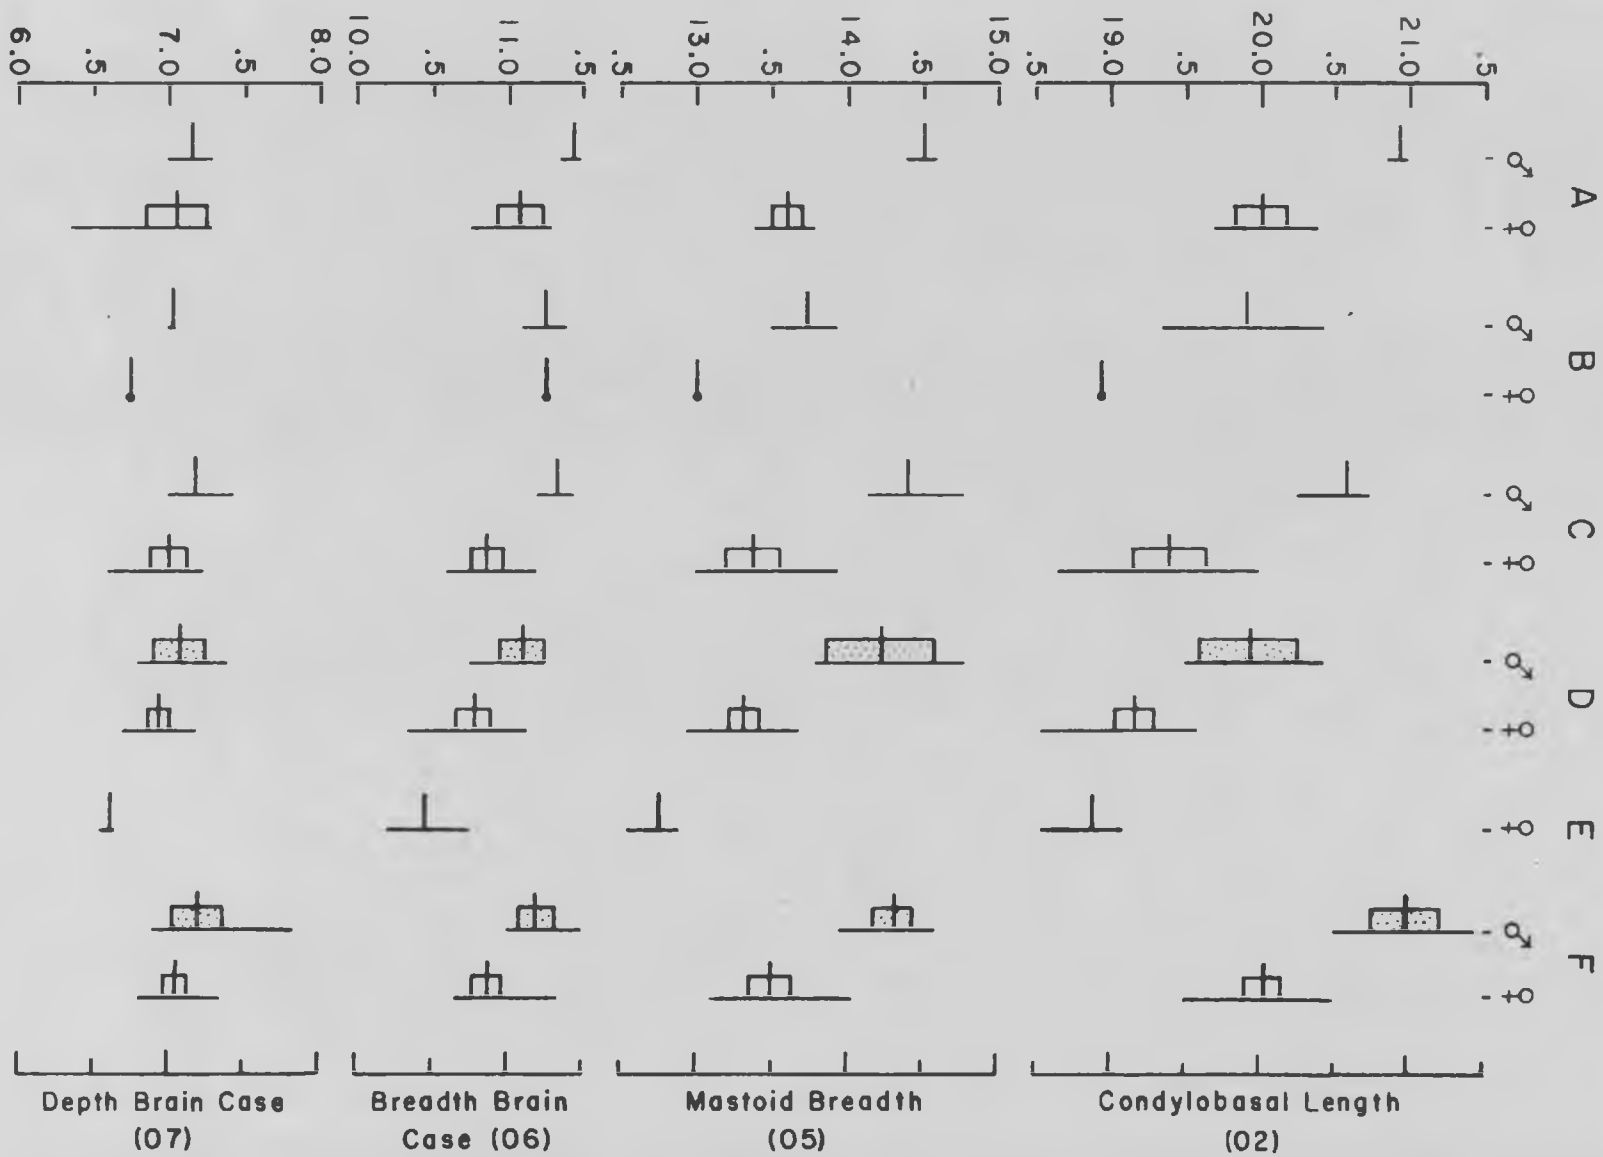 6.0 .5 7.0 .5 8.0
10.0 .5 11.0 .5
.5 13.0 .5 14.0 .5 15.0
.5 19.0 .5 20.0 .5 21.0 .5
- ♂
A
- ♀
- ♂
B
- ♀
- ♂
C
- ♀
- ♂
D
- ♀
E
- ♀
- ♂
F
- ♀
Depth Brain Case
(07)
Breadth Brain
Case (06)
Mastoid Breadth
(05)
Condylobasal Length
(02)